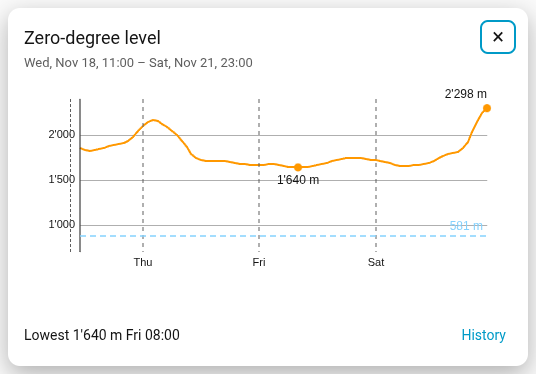 Zero-degree level
Wed, Nov 18, 11:00 – Sat, Nov 21, 23:00
2'298 m
2'000
1'500
1'640 m
1'000
501 m
Thu Fri Sat
Lowest 1'640 m Fri 08:00
History